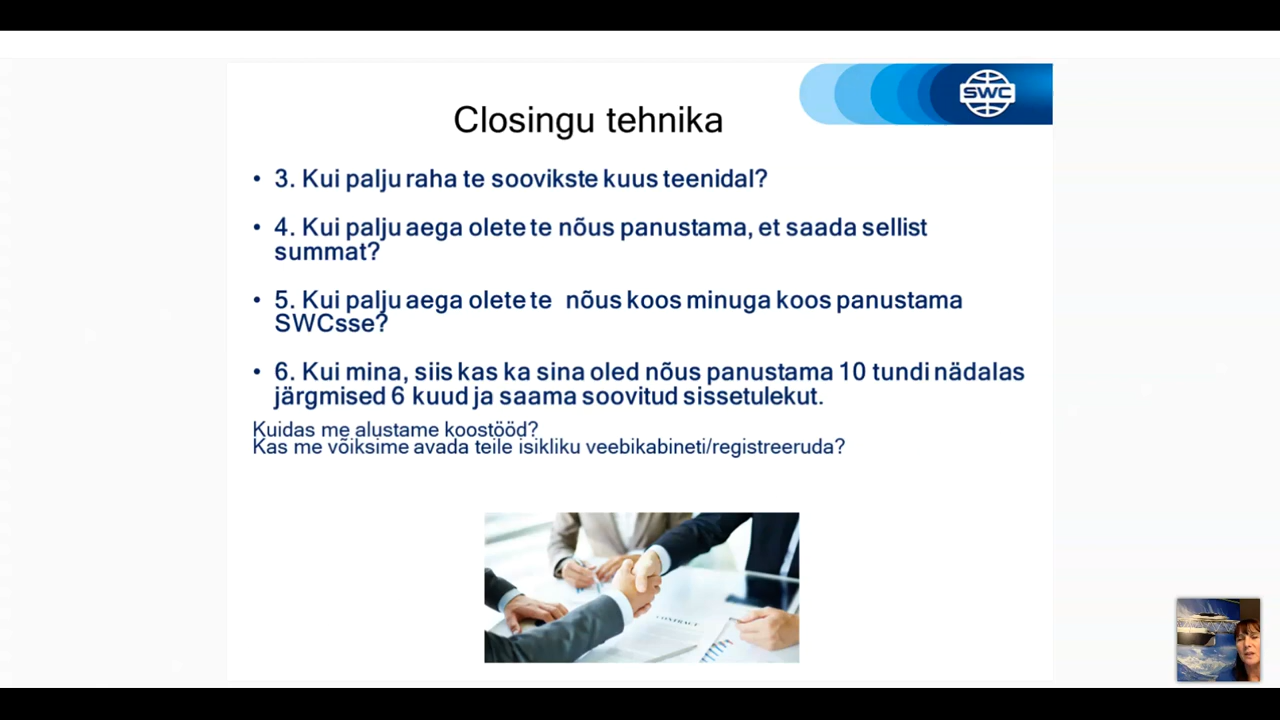 SWC
Closingu tehnika
• 3. Kui palju raha te soovikste kuus teenidal?
• 4. Kui palju aega olete te nõus panustama, et saada sellist
summat?
• 5. Kui palju aega olete te nõus koos minuga koos panustama
SWCsse?
• 6. Kui mina, siis kas ka sina oled nõus panustama 10 tundi nädalas
järgmised 6 kuud ja saama soovitud sissetulekut.
Kuidas me alustame koostööd?
Kas me võiksime avada teile isikliku veebikabineti/registreeruda?
CONTRACT